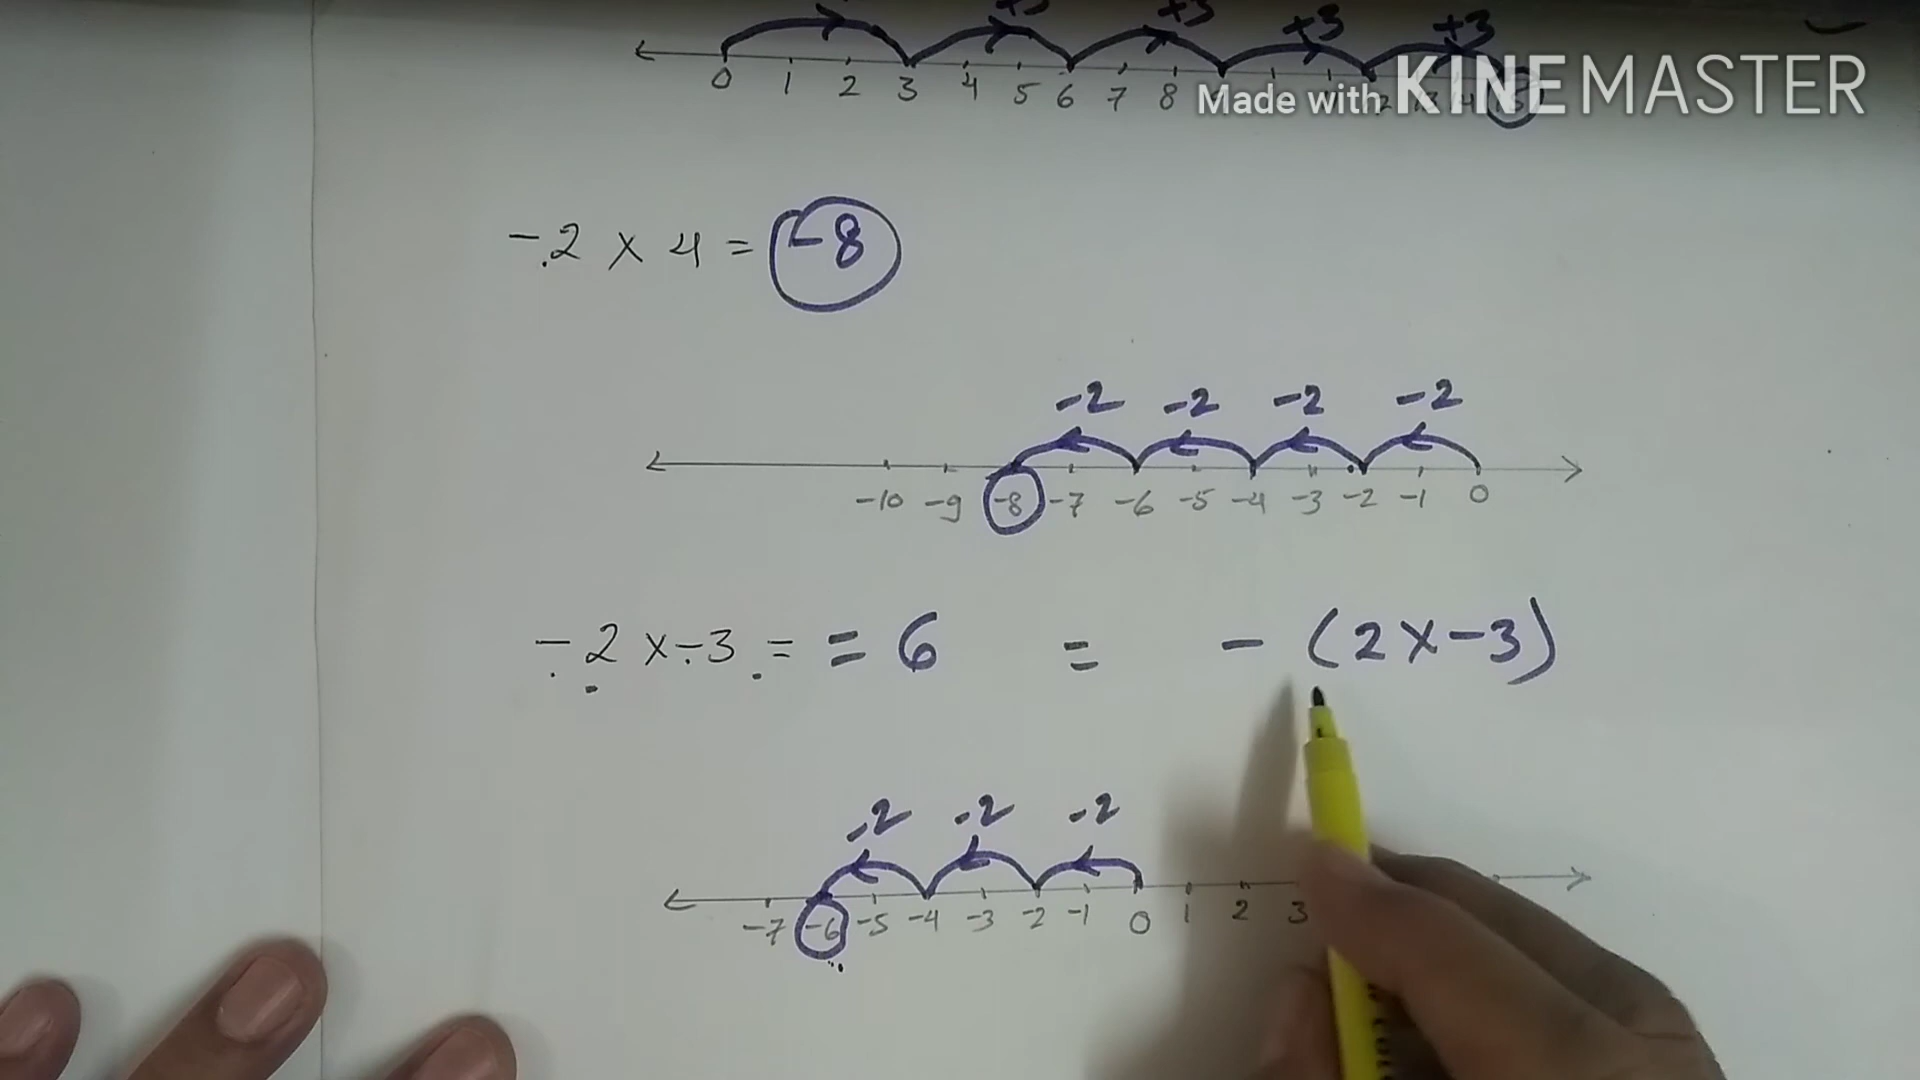 +3 +3 +3 +3
0 1 2 3 4 5 6 7 8
Made with KINEMASTER
-2 x 4 = -8
-2 -2 -2 -2
-10 -9 -8 -7 -6 -5 -4 -3 -2 -1 0
-2 x -3 = = 6 = - (2 x -3)
-2 -2 -2
-7 -6 -5 -4 -3 -2 -1 0 1 2 3